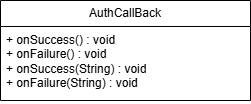 AuthCallBack
+ onSuccess() : void
+ onFailure() : void
+ onSuccess(String) : void
+ onFailure(String) : void